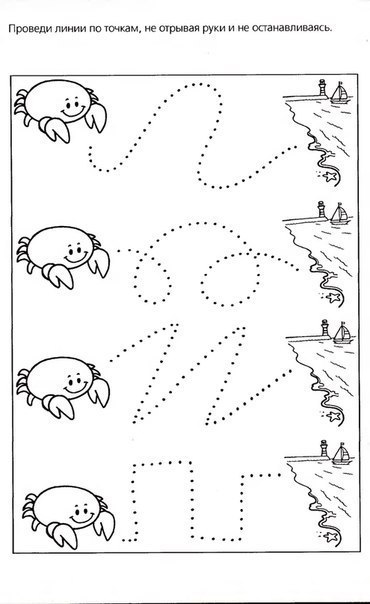 Проведи линии по точкам, не отрывая руки и не останавливаясь.